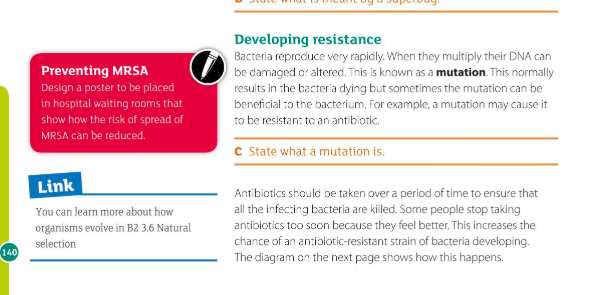 B State what is meant by a superbug.
Developing resistance
Bacteria reproduce very rapidly. When they multiply their DNA can
be damaged or altered. This is known as a mutation. This normally
results in the bacteria dying but sometimes the mutation can be
beneficial to the bacterium. For example, a mutation may cause it
to be resistant to an antibiotic.
C State what a mutation is.
Antibiotics should be taken over a period of time to ensure that
all the infecting bacteria are killed. Some people stop taking
antibiotics too soon because they feel better. This increases the
chance of an antibiotic-resistant strain of bacteria developing.
The diagram on the next page shows how this happens.
Preventing MRSA
Design a poster to be placed
in hospital waiting rooms that
show how the risk of spread of
MRSA can be reduced.
Link
You can learn more about how
organisms evolve in B2 3.6 Natural
selection
140